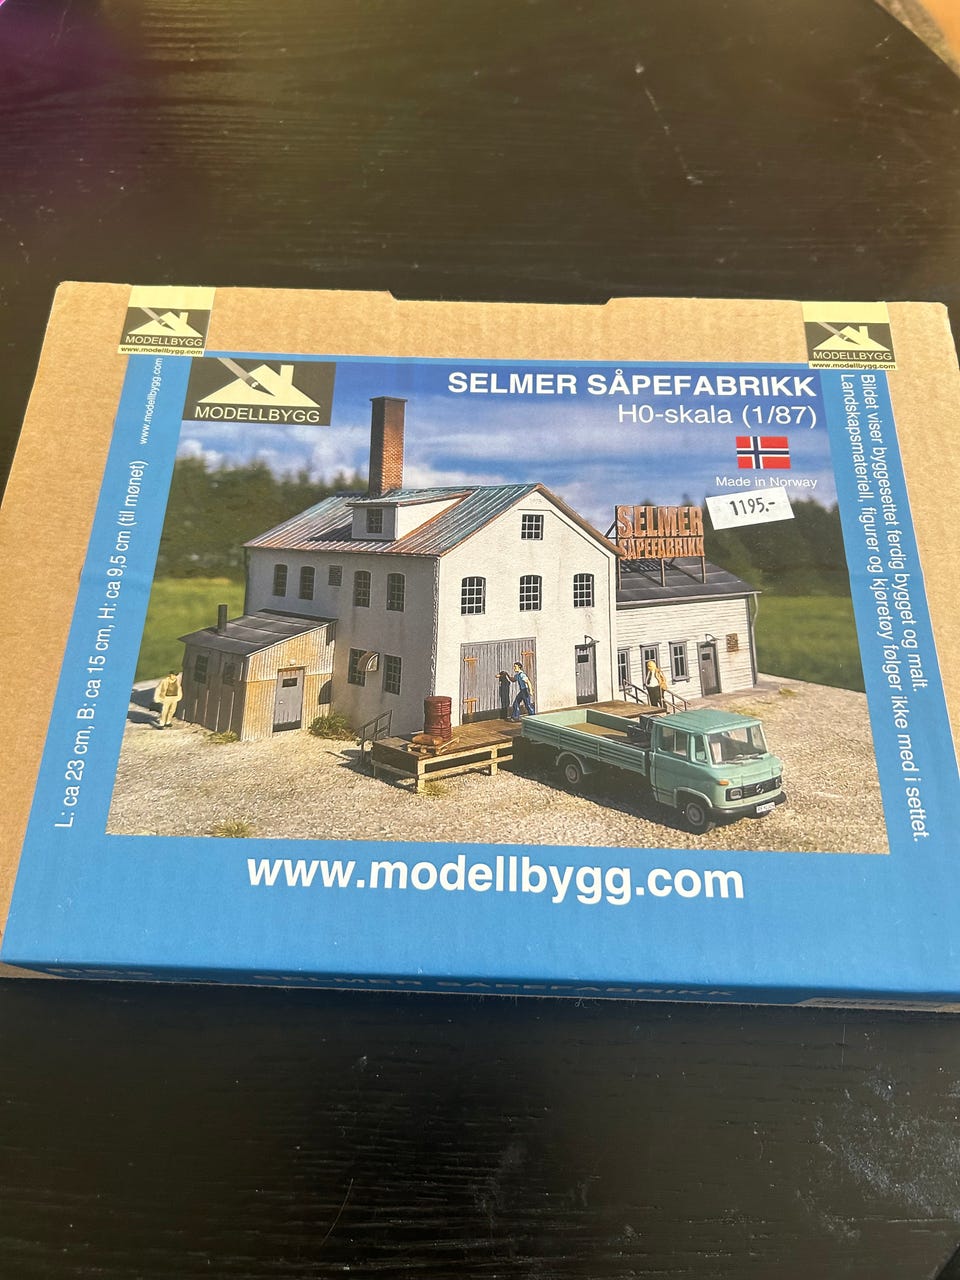 MODELLBYGG
www.modellbygg.com
MODELLBYGG
www.modellbygg.com
MODELLBYGG
SELMER SÅPEFABRIKK
H0-skala (1/87)
Made in Norway
1195.-
SELMER
SÅPEFABRIKK
L: ca 23 cm, B: ca 15 cm, H: ca 9,5 cm (til mønet)
www.modellbygg.com
Bildet viser byggesettet ferdig bygget og malt.
Landskapsmateriell, figurer og kjøretøy følger ikke med i settet.
www.modellbygg.com
SELMER SÅPEFABRIKK